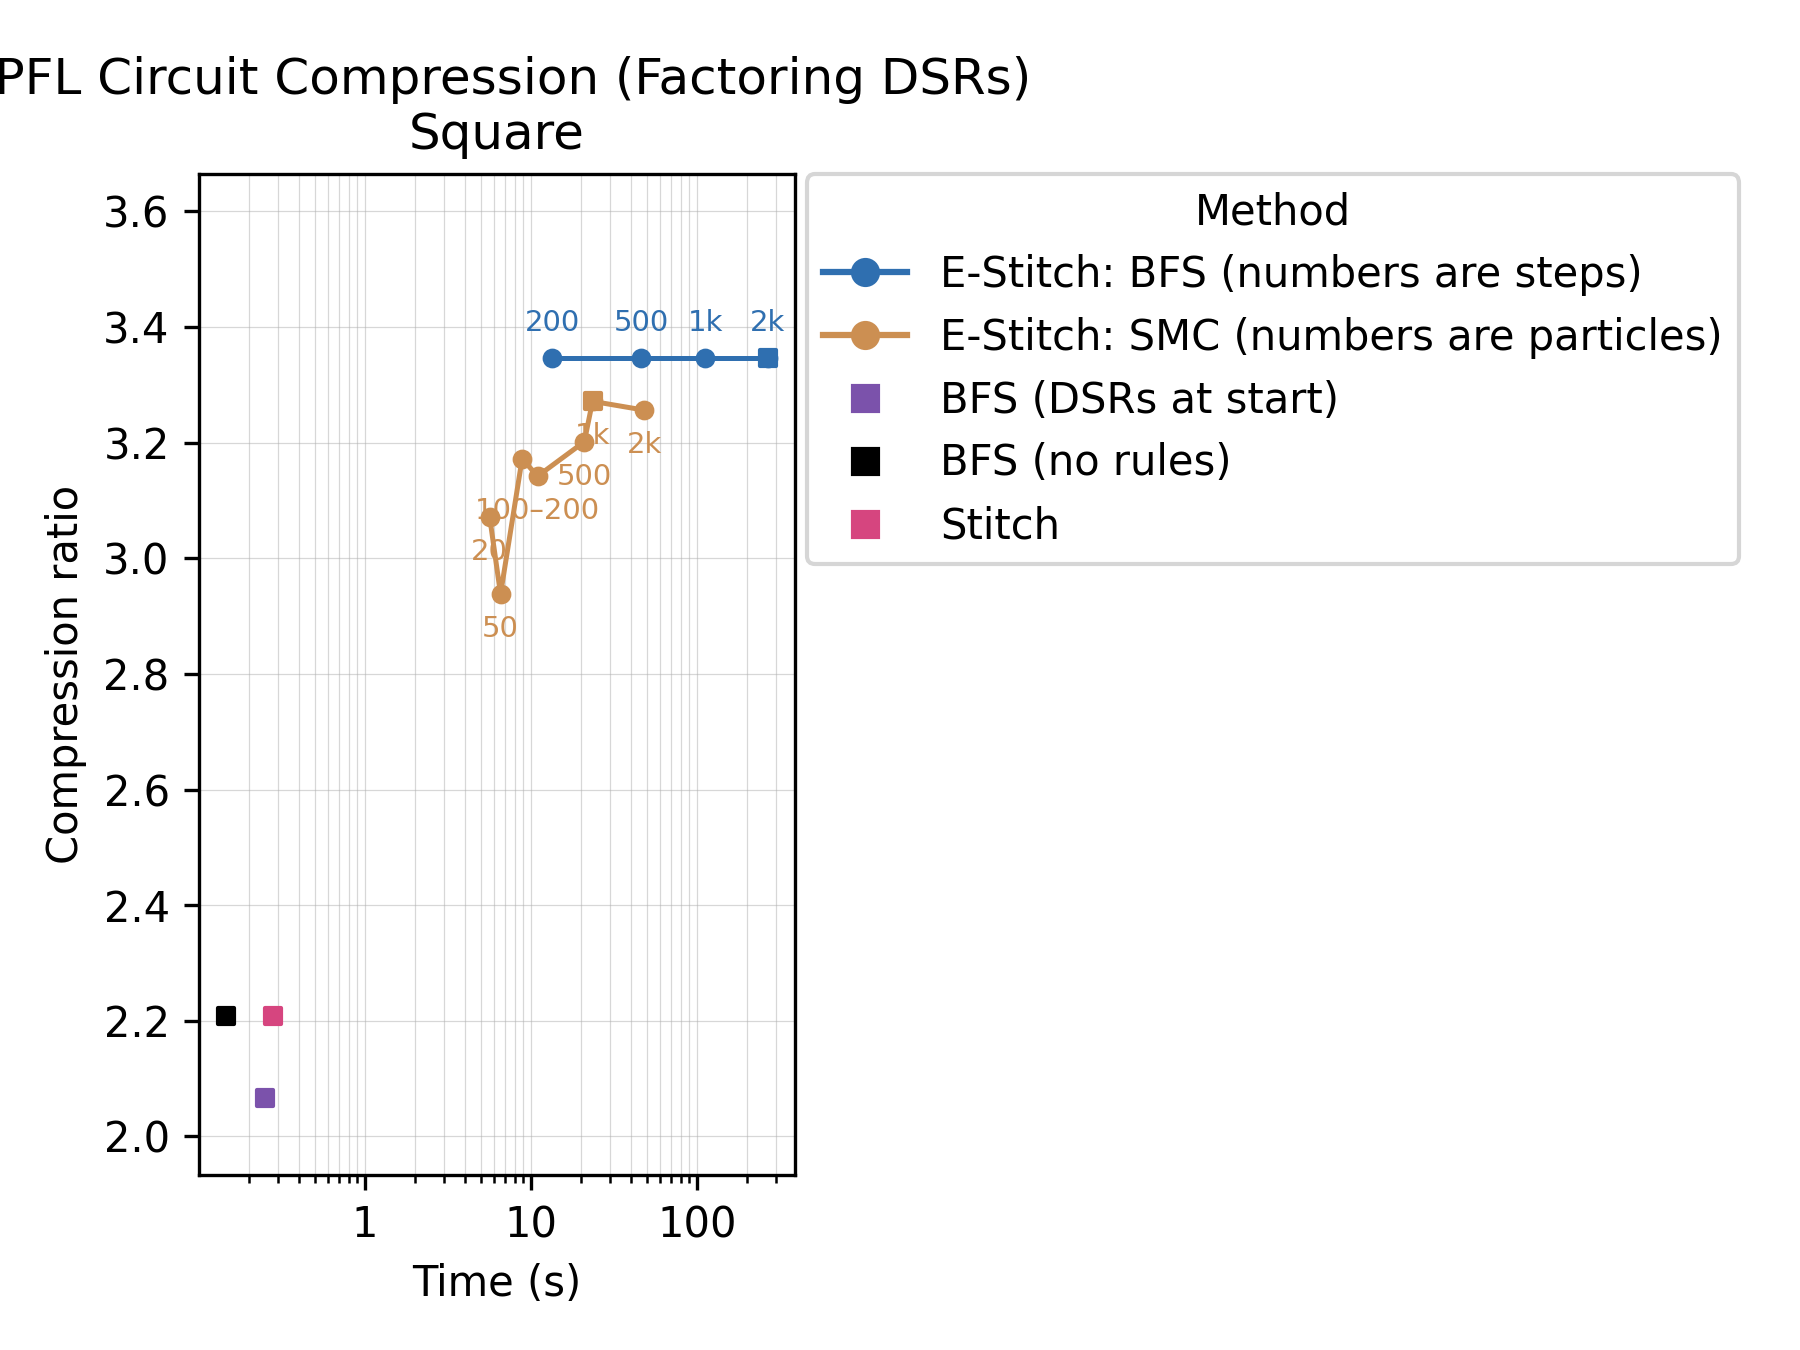 PFL Circuit Compression (Factoring DSRs)
Square
Compression ratio
3.6
3.4
3.2
3.0
2.8
2.6
2.4
2.2
2.0
200 500 1k 2k
1k
2k
500
100–200
20
50
1 10 100
Time (s)
Method
E-Stitch: BFS (numbers are steps)
E-Stitch: SMC (numbers are particles)
BFS (DSRs at start)
BFS (no rules)
Stitch